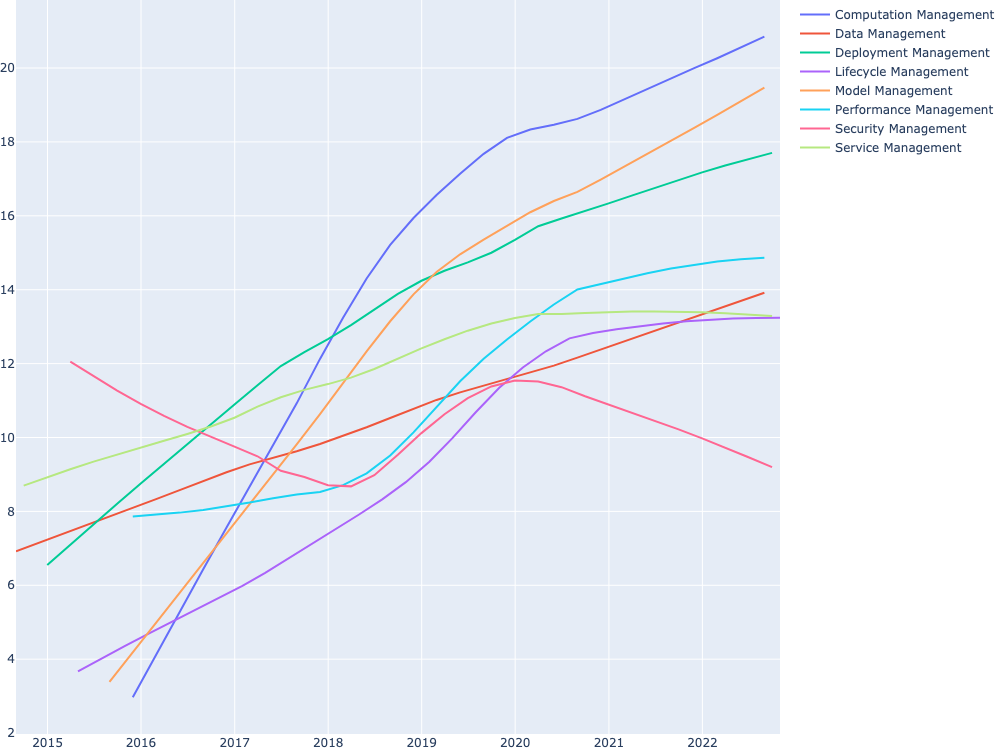 Computation Management
Data Management
Deployment Management
Lifecycle Management
Model Management
Performance Management
Security Management
Service Management
20
18
16
14
12
10
8
6
4
2
2015 2016 2017 2018 2019 2020 2021 2022